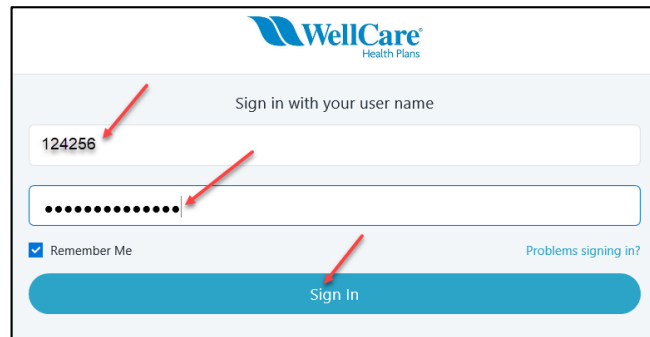 WellCare®
Health Plans
Sign in with your user name
124256
••••••••••••••
Remember Me
Problems signing in?
Sign In